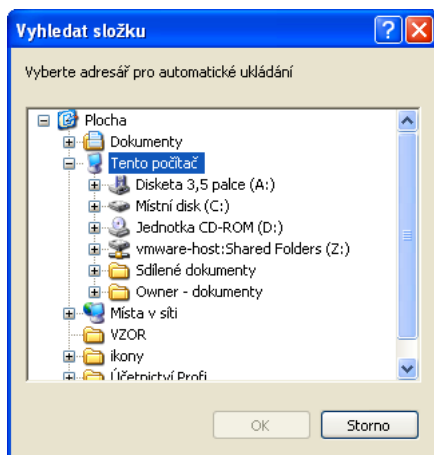 Vyhledat složku
Vyberte adresář pro automatické ukládání
Plocha
Dokumenty
Tento počítač
Disketa 3,5 palce (A:)
Místní disk (C:)
Jednotka CD-ROM (D:)
vmware-host:Shared Folders (Z:)
Sdílené dokumenty
Owner - dokumenty
Místa v síti
VZOR
ikony
Účetnictví Profi
OK Storno